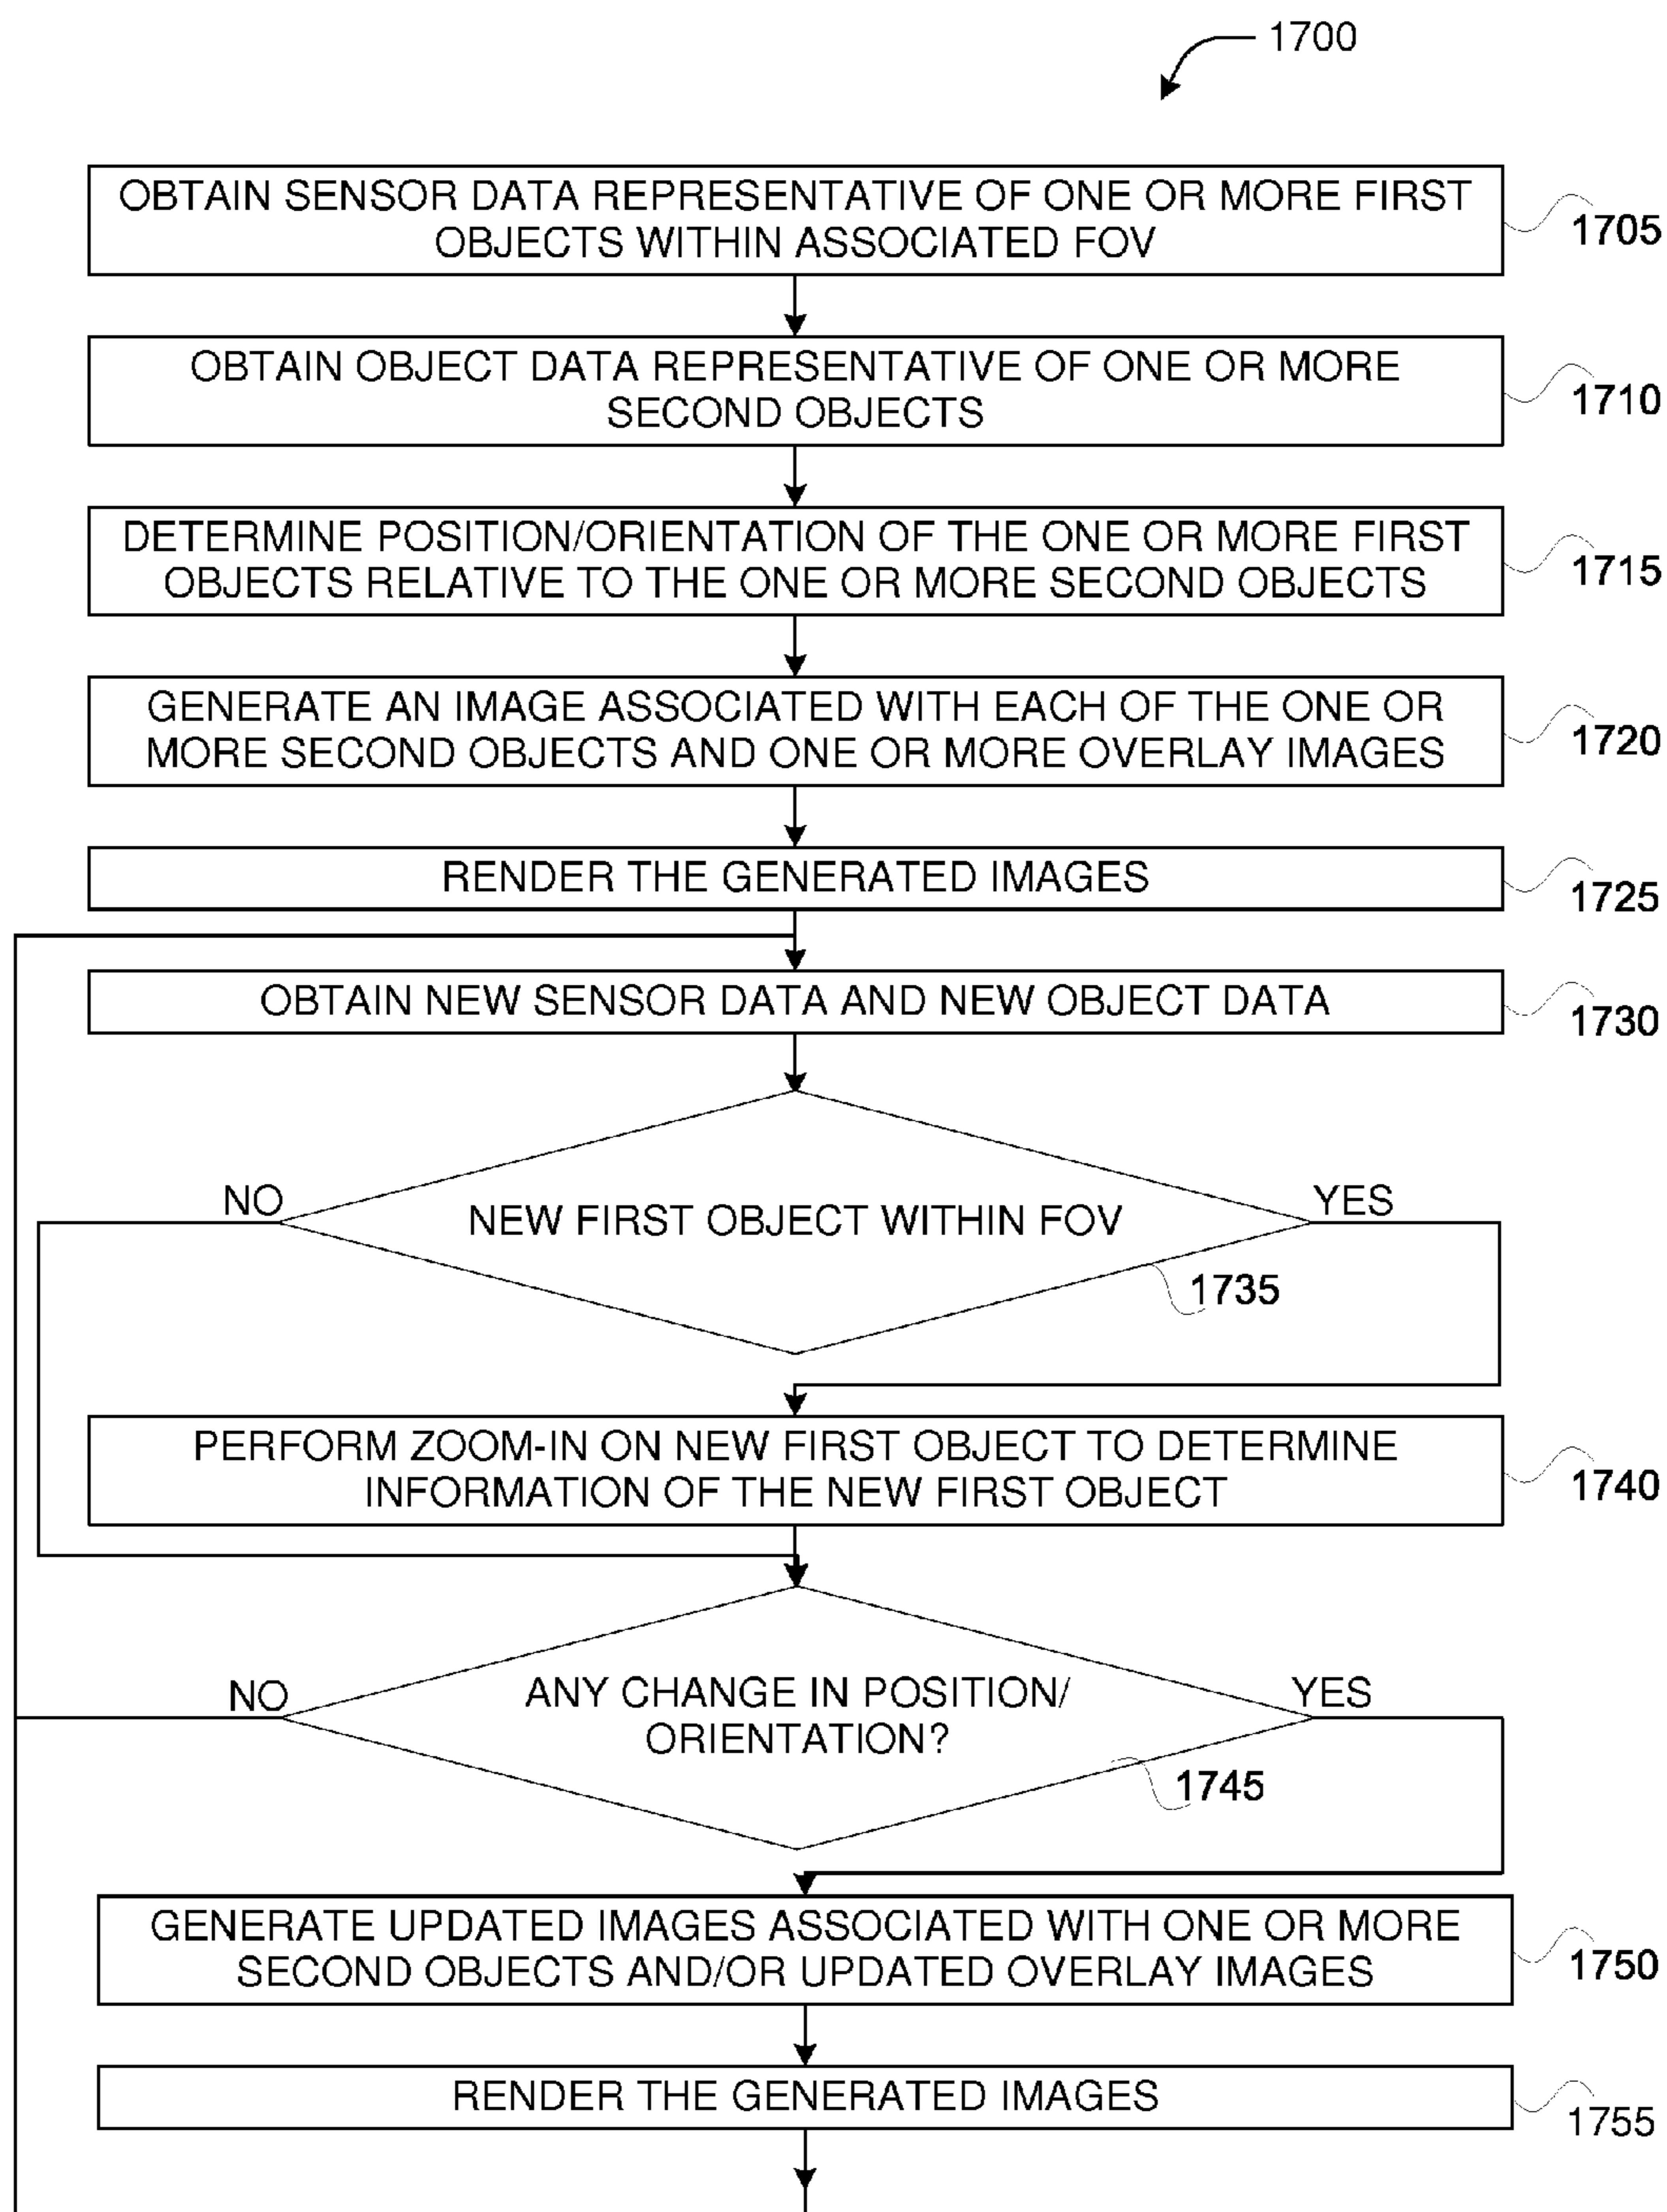 1700
OBTAIN SENSOR DATA REPRESENTATIVE OF ONE OR MORE FIRST
OBJECTS WITHIN ASSOCIATED FOV
1705
OBTAIN OBJECT DATA REPRESENTATIVE OF ONE OR MORE
SECOND OBJECTS
1710
DETERMINE POSITION/ORIENTATION OF THE ONE OR MORE FIRST
OBJECTS RELATIVE TO THE ONE OR MORE SECOND OBJECTS
1715
GENERATE AN IMAGE ASSOCIATED WITH EACH OF THE ONE OR
MORE SECOND OBJECTS AND ONE OR MORE OVERLAY IMAGES
1720
RENDER THE GENERATED IMAGES
1725
OBTAIN NEW SENSOR DATA AND NEW OBJECT DATA
1730
NO
YES
NEW FIRST OBJECT WITHIN FOV
1735
PERFORM ZOOM-IN ON NEW FIRST OBJECT TO DETERMINE
INFORMATION OF THE NEW FIRST OBJECT
1740
NO
YES
ANY CHANGE IN POSITION/
ORIENTATION?
1745
GENERATE UPDATED IMAGES ASSOCIATED WITH ONE OR MORE
SECOND OBJECTS AND/OR UPDATED OVERLAY IMAGES
1750
RENDER THE GENERATED IMAGES
1755